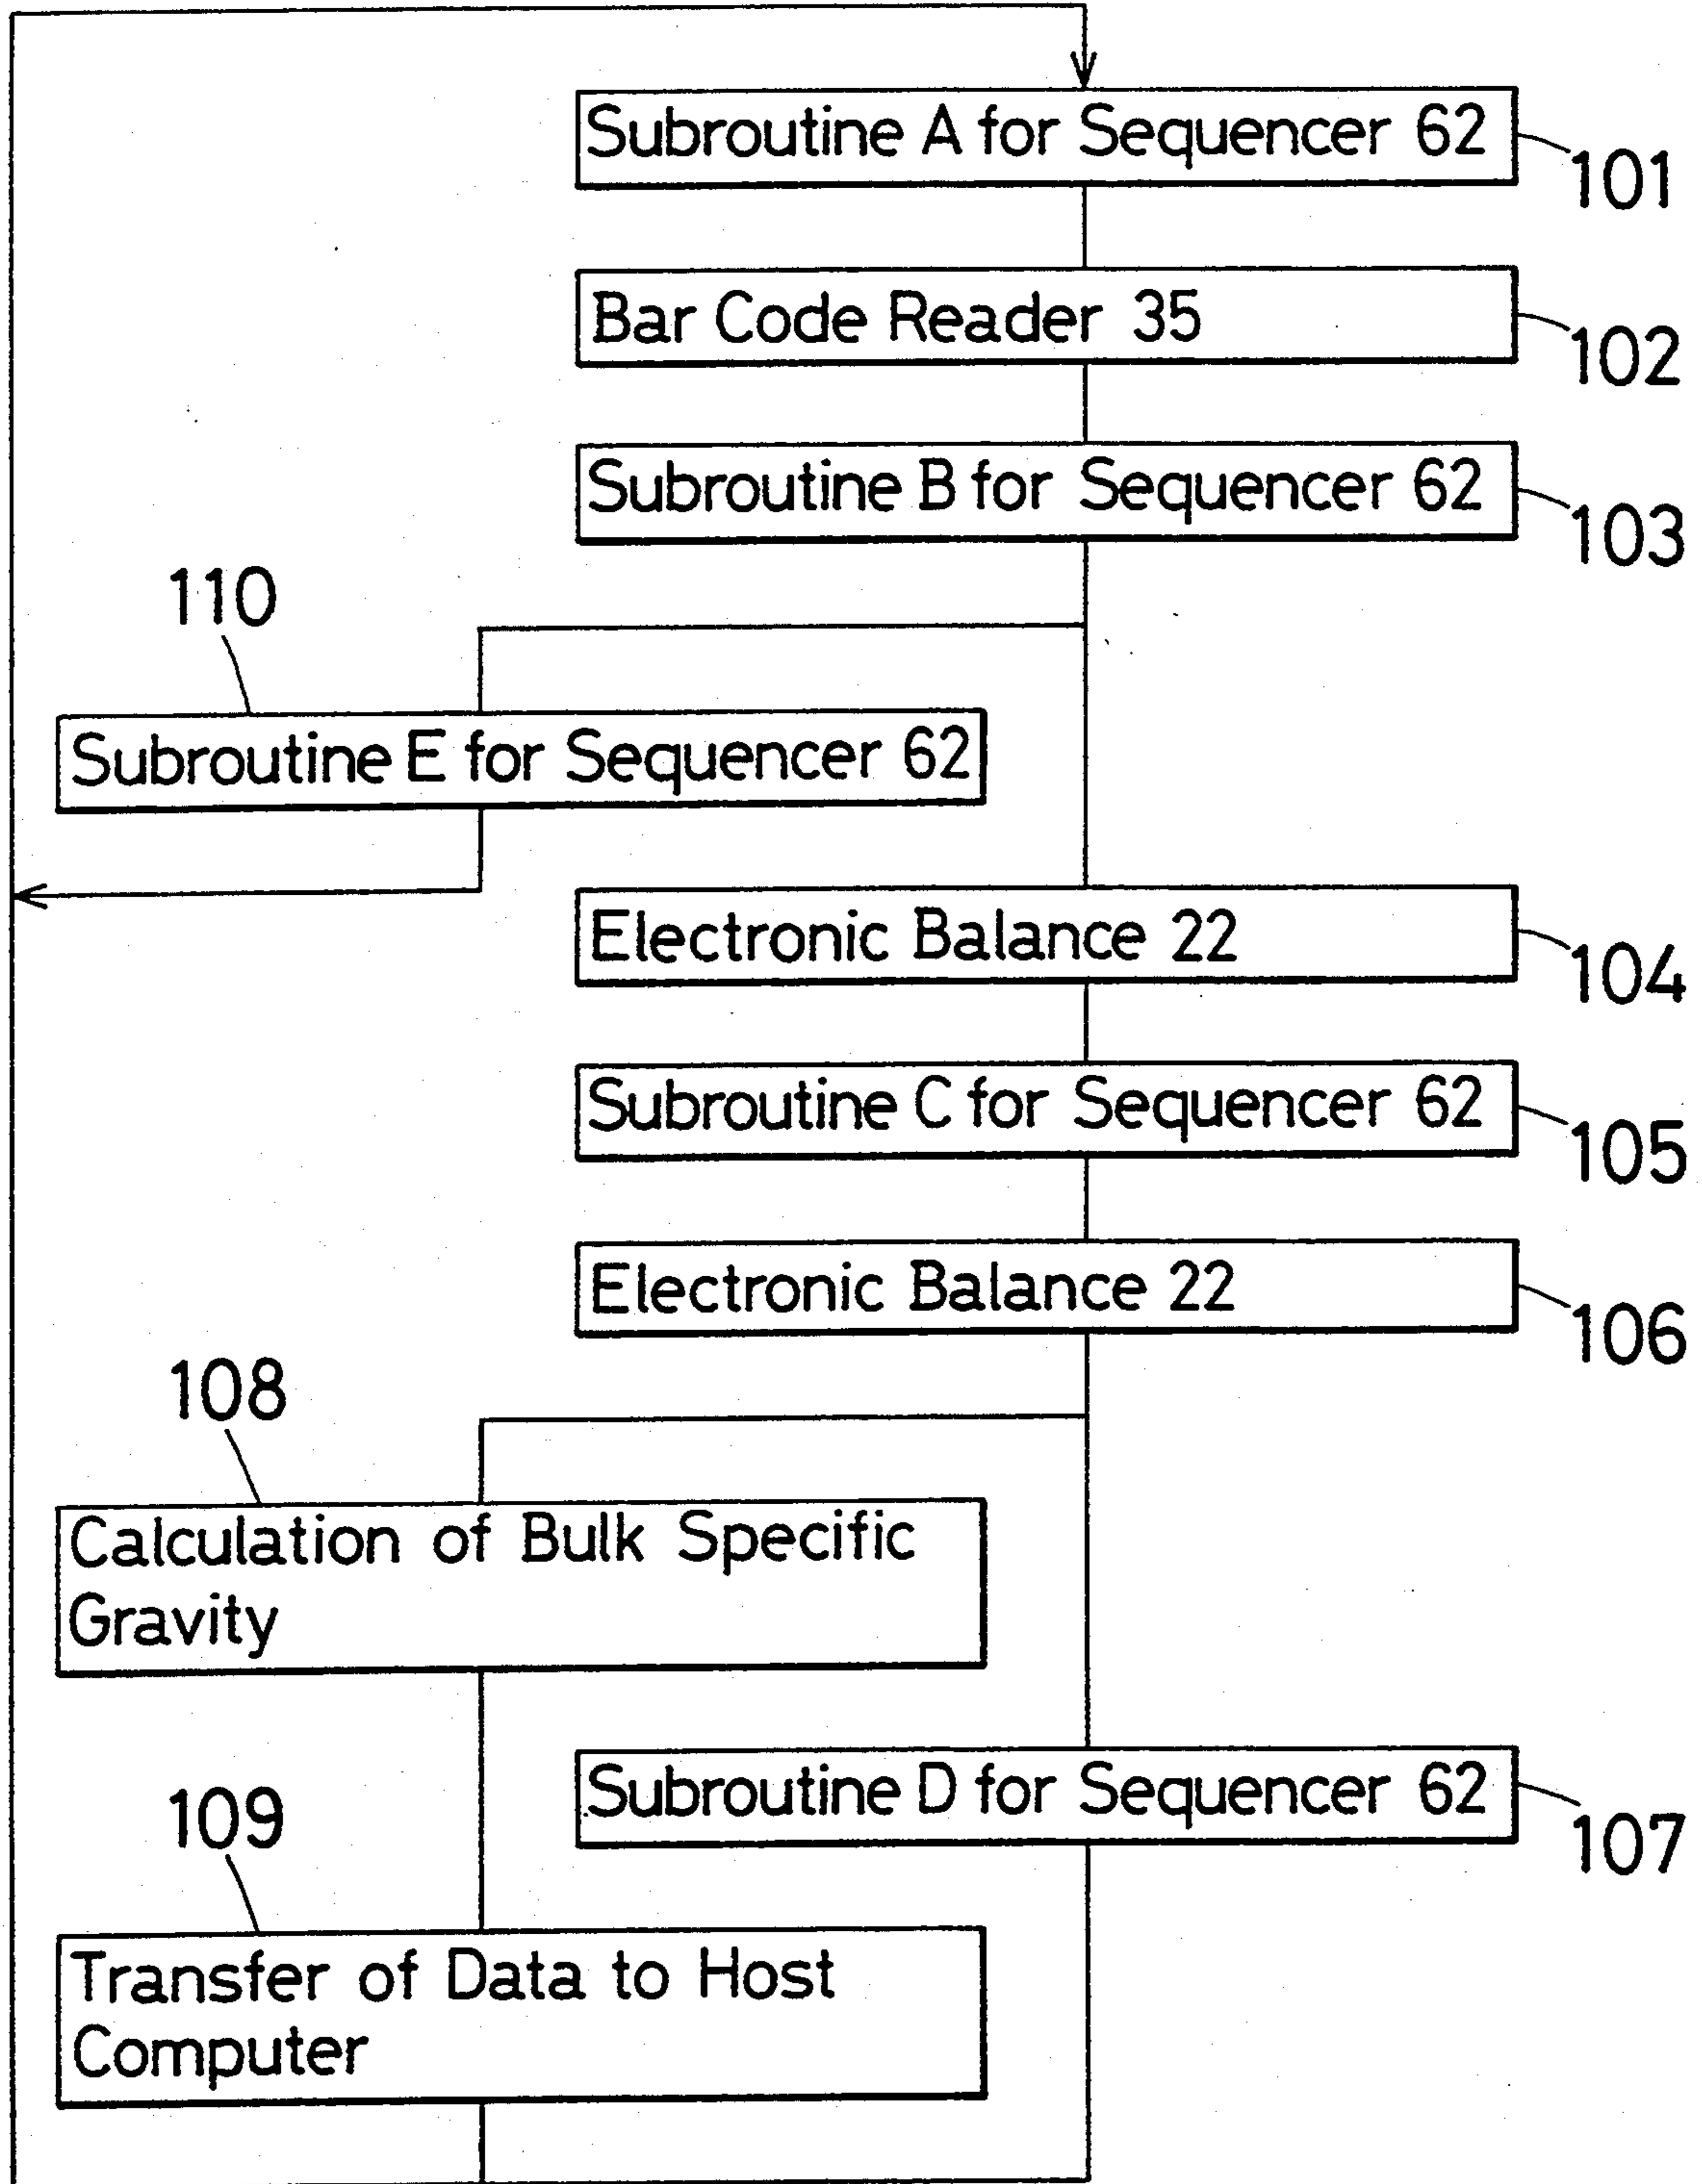 Subroutine A for Sequencer 62
101
Bar Code Reader 35
102
Subroutine B for Sequencer 62
103
110
Subroutine E for Sequencer 62
Electronic Balance 22
104
Subroutine C for Sequencer 62
105
Electronic Balance 22
106
108
Calculation of Bulk Specific
Gravity
Subroutine D for Sequencer 62
107
109
Transfer of Data to Host
Computer